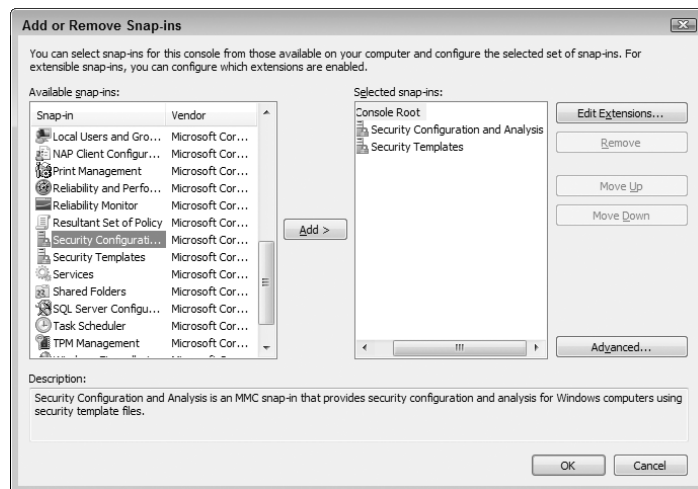 Add or Remove Snap-ins
You can select snap-ins for this console from those available on your computer and configure the selected set of snap-ins. For
extensible snap-ins, you can configure which extensions are enabled.
Available snap-ins:
Snap-in Vendor
Local Users and Gro... Microsoft Cor...
NAP Client Configur... Microsoft Cor...
Print Management Microsoft Cor...
Reliability and Perfo... Microsoft Cor...
Reliability Monitor Microsoft Cor...
Resultant Set of Policy Microsoft Cor...
Security Configurati... Microsoft Cor...
Security Templates Microsoft Cor...
Services Microsoft Cor...
Shared Folders Microsoft Cor...
SQL Server Configu... Microsoft Cor...
Task Scheduler Microsoft Cor...
TPM Management Microsoft Cor...
Add >
Selected snap-ins:
Console Root
Security Configuration and Analysis
Security Templates
Edit Extensions...
Remove
Move Up
Move Down
Advanced...
Description:
Security Configuration and Analysis is an MMC snap-in that provides security configuration and analysis for Windows computers using
security template files.
OK
Cancel